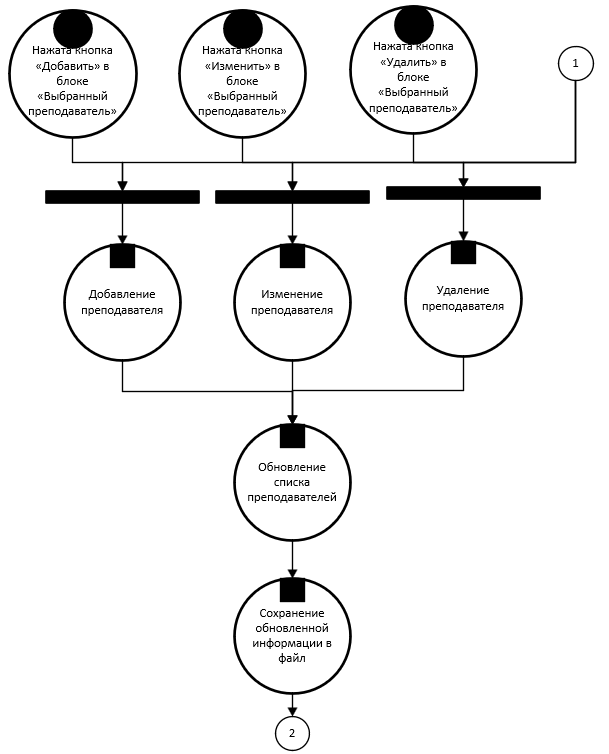 Нажата кнопка
«Добавить» в
блоке
«Выбранный
преподаватель»
Нажата кнопка
«Изменить» в
блоке
«Выбранный
преподаватель»
Нажата кнопка
«Удалить» в
блоке
«Выбранный
преподаватель»
1
Добавление
преподавателя
Изменение
преподавателя
Удаление
преподавателя
Обновление
списка
преподавателей
Сохранение
обновленной
информации в
файл
2